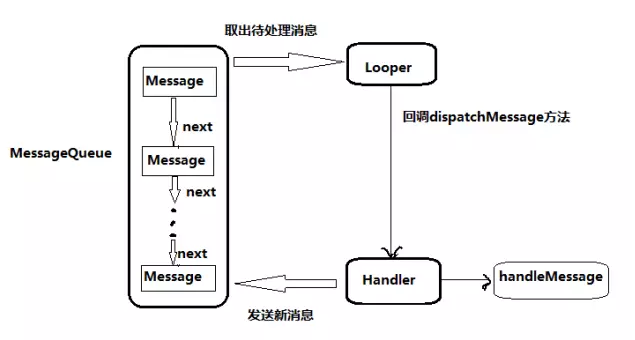 取出待处理消息
Message
Looper
next
回调dispatchMessage方法
MessageQueue
Message
next
next
Message
Handler
handleMessage
发送新消息